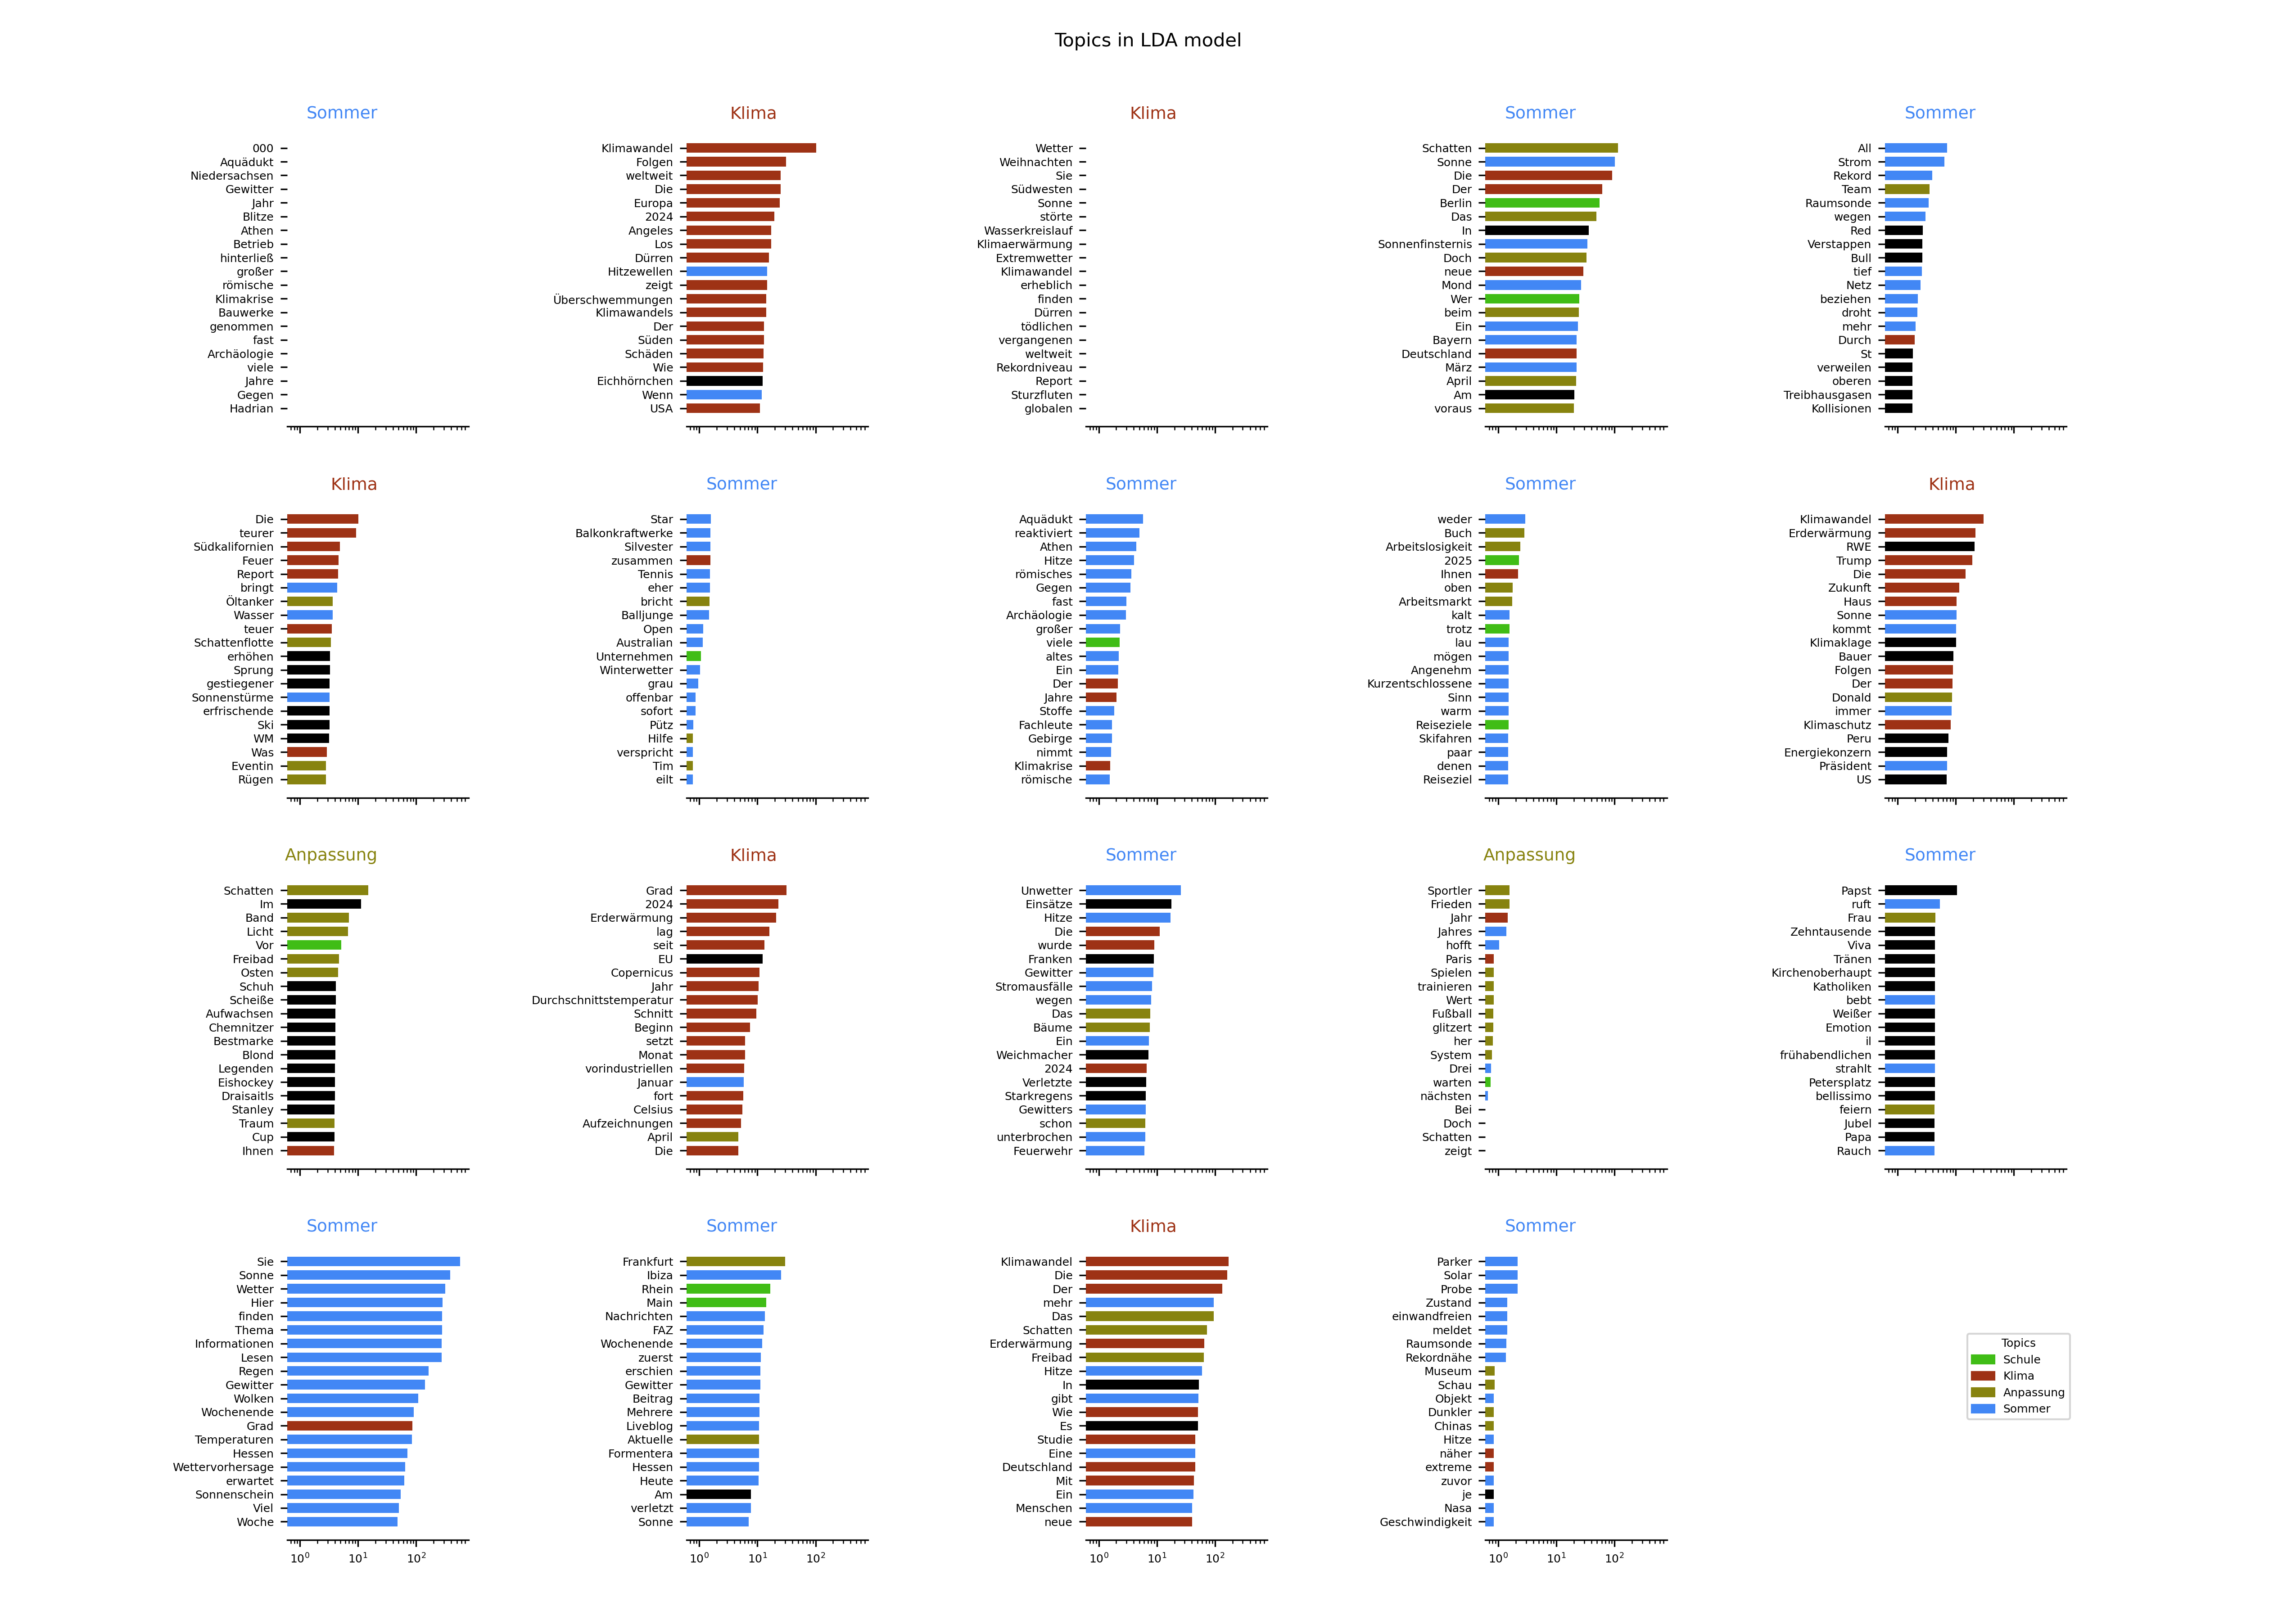 Topics in LDA model
Sommer
000
Aquädukt
Niedersachsen
Gewitter
Jahr
Blitze
Athen
Betrieb
hinterließ
großer
römische
Klimakrise
Bauwerke
genommen
fast
Archäologie
viele
Jahre
Gegen
Hadrian
Klima
Klimawandel
Folgen
weltweit
Die
Europa
2024
Angeles
Los
Dürren
Hitzewellen
zeigt
Überschwemmungen
Klimawandels
Der
Süden
Schäden
Wie
Eichhörnchen
Wenn
USA
Klima
Wetter
Weihnachten
Sie
Südwesten
Sonne
störte
Wasserkreislauf
Klimaerwärmung
Extremwetter
Klimawandel
erheblich
finden
Dürren
tödlichen
vergangenen
weltweit
Rekordniveau
Report
Sturzfluten
globalen
Sommer
Schatten
Sonne
Die
Der
Berlin
Das
In
Sonnenfinsternis
Doch
neue
Mond
Wer
beim
Ein
Bayern
Deutschland
März
April
Am
voraus
Sommer
All
Strom
Rekord
Team
Raumsonde
wegen
Red
Verstappen
Bull
tief
Netz
beziehen
droht
mehr
Durch
St
verweilen
oberen
Treibhausgasen
Kollisionen
Klima
Die
teurer
Südkalifornien
Feuer
Report
bringt
Öltanker
Wasser
teuer
Schattenflotte
erhöhen
Sprung
gestiegener
Sonnenstürme
erfrischende
Ski
WM
Was
Eventin
Rügen
Sommer
Star
Balkonkraftwerke
Silvester
zusammen
Tennis
eher
bricht
Balljunge
Open
Australian
Unternehmen
Winterwetter
grau
offenbar
sofort
Pütz
Hilfe
verspricht
Tim
eilt
Sommer
Aquädukt
reaktiviert
Athen
Hitze
römisches
Gegen
fast
Archäologie
großer
viele
altes
Ein
Der
Jahre
Stoffe
Fachleute
Gebirge
nimmt
Klimakrise
römische
Sommer
weder
Buch
Arbeitslosigkeit
2025
Ihnen
oben
Arbeitsmarkt
kalt
trotz
lau
mögen
Angenehm
Kurzentschlossene
Sinn
warm
Reiseziele
Skifahren
paar
denen
Reiseziel
Klima
Klimawandel
Erderwärmung
RWE
Trump
Die
Zukunft
Haus
Sonne
kommt
Klimaklage
Bauer
Folgen
Der
Donald
immer
Klimaschutz
Peru
Energiekonzern
Präsident
US
Anpassung
Schatten
Im
Band
Licht
Vor
Freibad
Osten
Schuh
Scheiße
Aufwachsen
Chemnitzer
Bestmarke
Blond
Legenden
Eishockey
Draisaitls
Stanley
Traum
Cup
Ihnen
Klima
Grad
2024
Erderwärmung
lag
seit
EU
Copernicus
Jahr
Durchschnittstemperatur
Schnitt
Beginn
setzt
Monat
vorindustriellen
Januar
fort
Celsius
Aufzeichnungen
April
Die
Sommer
Unwetter
Einsätze
Hitze
Die
wurde
Franken
Gewitter
Stromausfälle
wegen
Das
Bäume
Ein
Weichmacher
2024
Verletzte
Starkregens
Gewitters
schon
unterbrochen
Feuerwehr
Anpassung
Sportler
Frieden
Jahr
Jahres
hofft
Paris
Spielen
trainieren
Wert
Fußball
glitzert
her
System
Drei
warten
nächsten
Bei
Doch
Schatten
zeigt
Sommer
Papst
ruft
Frau
Zehntausende
Viva
Tränen
Kirchenoberhaupt
Katholiken
bebt
Weißer
Emotion
il
frühabendlichen
strahlt
Petersplatz
bellissimo
feiern
Jubel
Papa
Rauch
Sommer
Sie
Sonne
Wetter
Hier
finden
Thema
Informationen
Lesen
Regen
Gewitter
Wolken
Wochenende
Grad
Temperaturen
Hessen
Wettervorhersage
erwartet
Sonnenschein
Viel
Woche
10⁰ 10¹ 10²
Sommer
Frankfurt
Ibiza
Rhein
Main
Nachrichten
FAZ
Wochenende
zuerst
erschien
Gewitter
Beitrag
Mehrere
Liveblog
Aktuelle
Formentera
Hessen
Heute
Am
verletzt
Sonne
10⁰ 10¹ 10²
Klima
Klimawandel
Die
Der
mehr
Das
Schatten
Erderwärmung
Freibad
Hitze
In
gibt
Wie
Es
Studie
Eine
Deutschland
Mit
Ein
Menschen
neue
10⁰ 10¹ 10²
Sommer
Parker
Solar
Probe
Zustand
einwandfreien
meldet
Raumsonde
Rekordnähe
Museum
Schau
Objekt
Dunkler
Chinas
Hitze
näher
extreme
zuvor
je
Nasa
Geschwindigkeit
10⁰ 10¹ 10²
Topics
Schule
Klima
Anpassung
Sommer